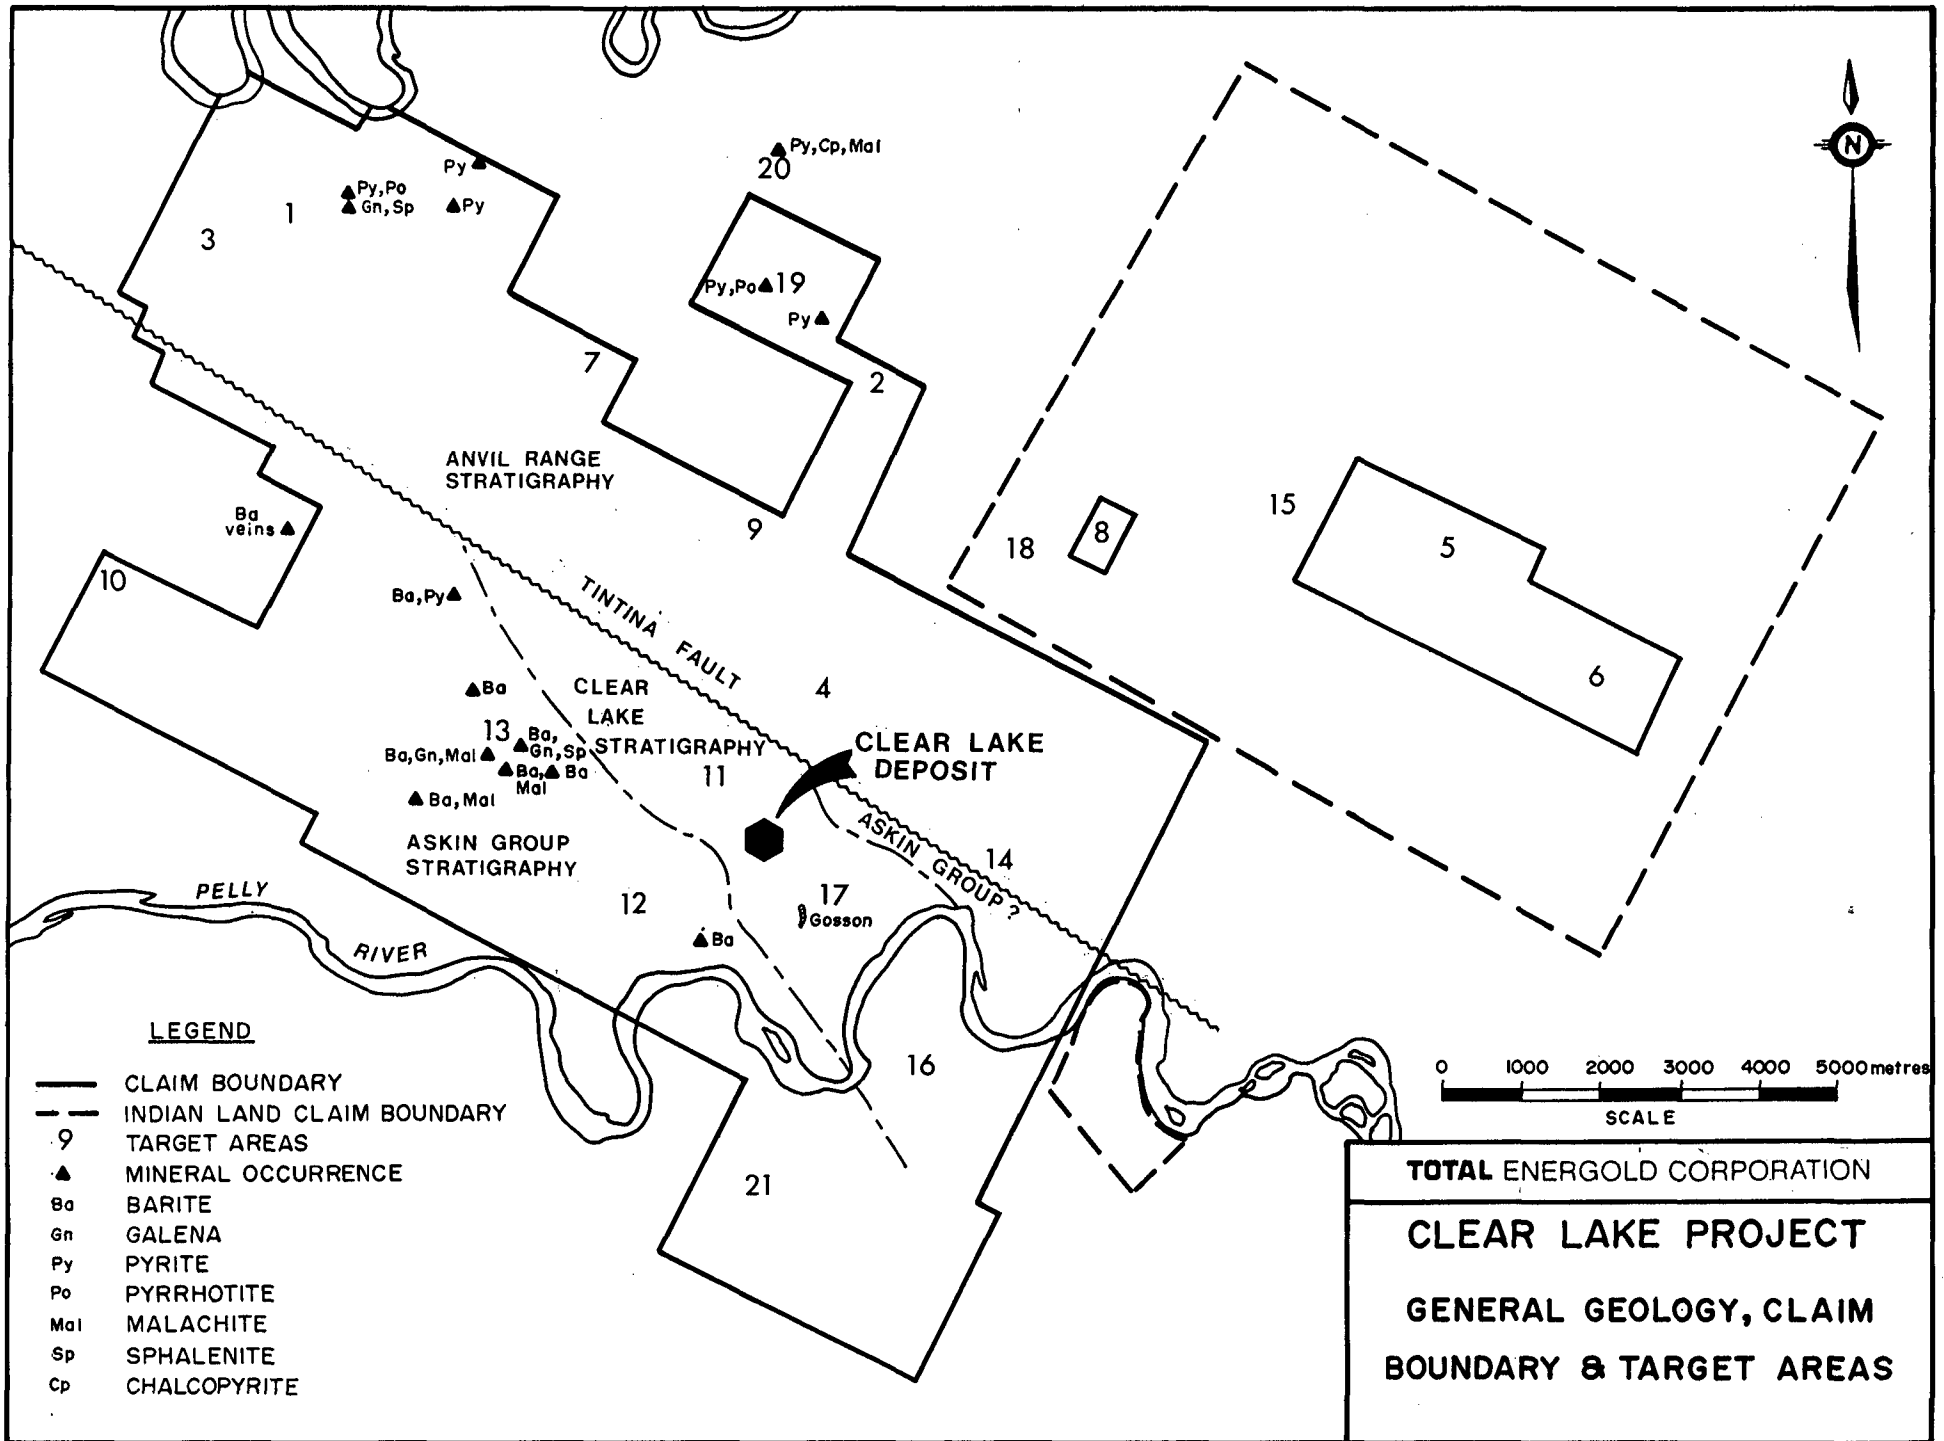 N
Py
Py,Po
Gn,Sp
Py
1
3
Py,Cp,Mal
20
Py,Po
19
Py
7
2
ANVIL RANGE
STRATIGRAPHY
9
Ba
veins
10
18
8
15
5
6
Ba,Py
TINTINA FAULT
4
Ba
CLEAR
LAKE
STRATIGRAPHY
13
Ba,
Gn,Sp
Ba,Gn,Mal
Ba,
Mal
Ba
Ba,Mal
11
CLEAR LAKE
DEPOSIT
ASKIN GROUP
STRATIGRAPHY
ASKIN GROUP ?
14
12
17
Gosson
Ba
PELLY
RIVER
16
21
LEGEND
CLAIM BOUNDARY
INDIAN LAND CLAIM BOUNDARY
9 TARGET AREAS
MINERAL OCCURRENCE
Ba BARITE
Gn GALENA
Py PYRITE
Po PYRRHOTITE
Mal MALACHITE
Sp SPHALENITE
Cp CHALCOPYRITE
0 1000 2000 3000 4000 5000 metres
SCALE
TOTAL ENERGOLD CORPORATION
CLEAR LAKE PROJECT
GENERAL GEOLOGY, CLAIM
BOUNDARY & TARGET AREAS